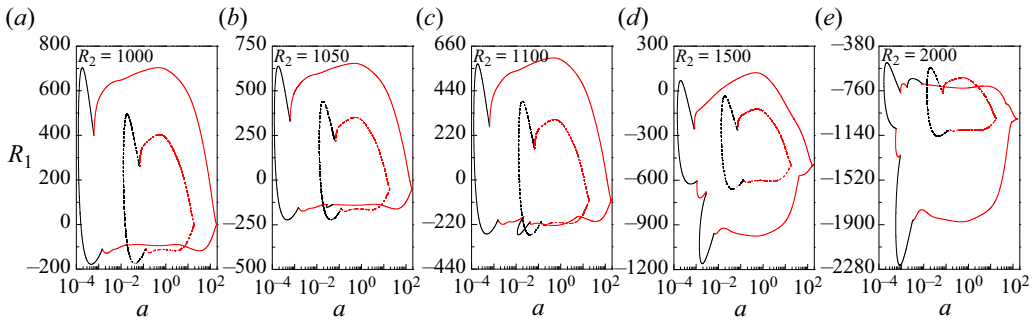 (a) (b) (c) (d) (e)
R2 = 1000 R2 = 1050 R2 = 1100 R2 = 1500 R2 = 2000
800 750 660 300 −380
700
600 500 440 0 −760
500
400 250 220 −300 −1140
R1 200 0 0 −600 −1520
0 −250 −220 −900 −1900
−200 −500 −440 −1200 −2280
10−4 10−2 100 102 10−4 10−2 100 102 10−4 10−2 100 102 10−4 10−2 100 102 10−4 10−2 100 102
a a a a a